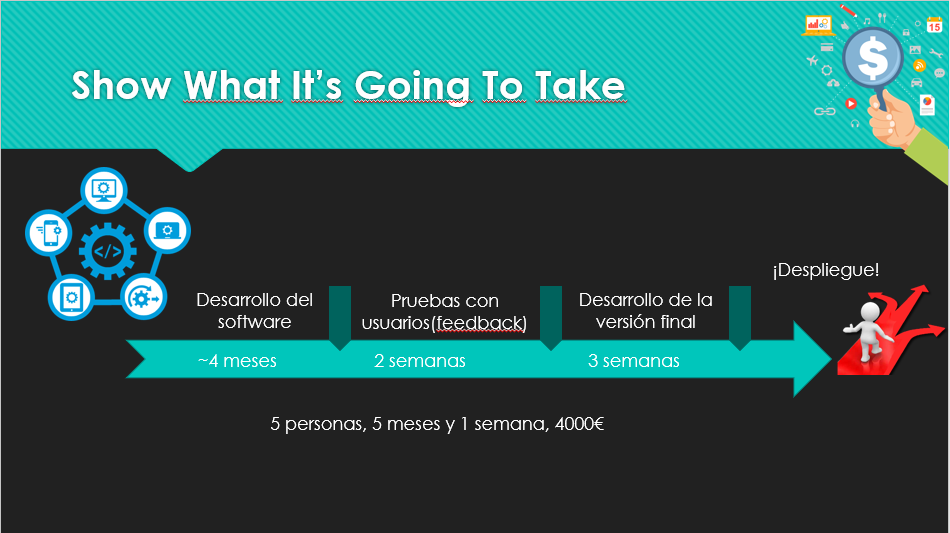 Show What It's Going To Take
15
$
</>
¡Despliegue!
Desarrollo del
software
Pruebas con
usuarios(feedback)
Desarrollo de la
versión final
~4 meses
2 semanas
3 semanas
5 personas, 5 meses y 1 semana, 4000€